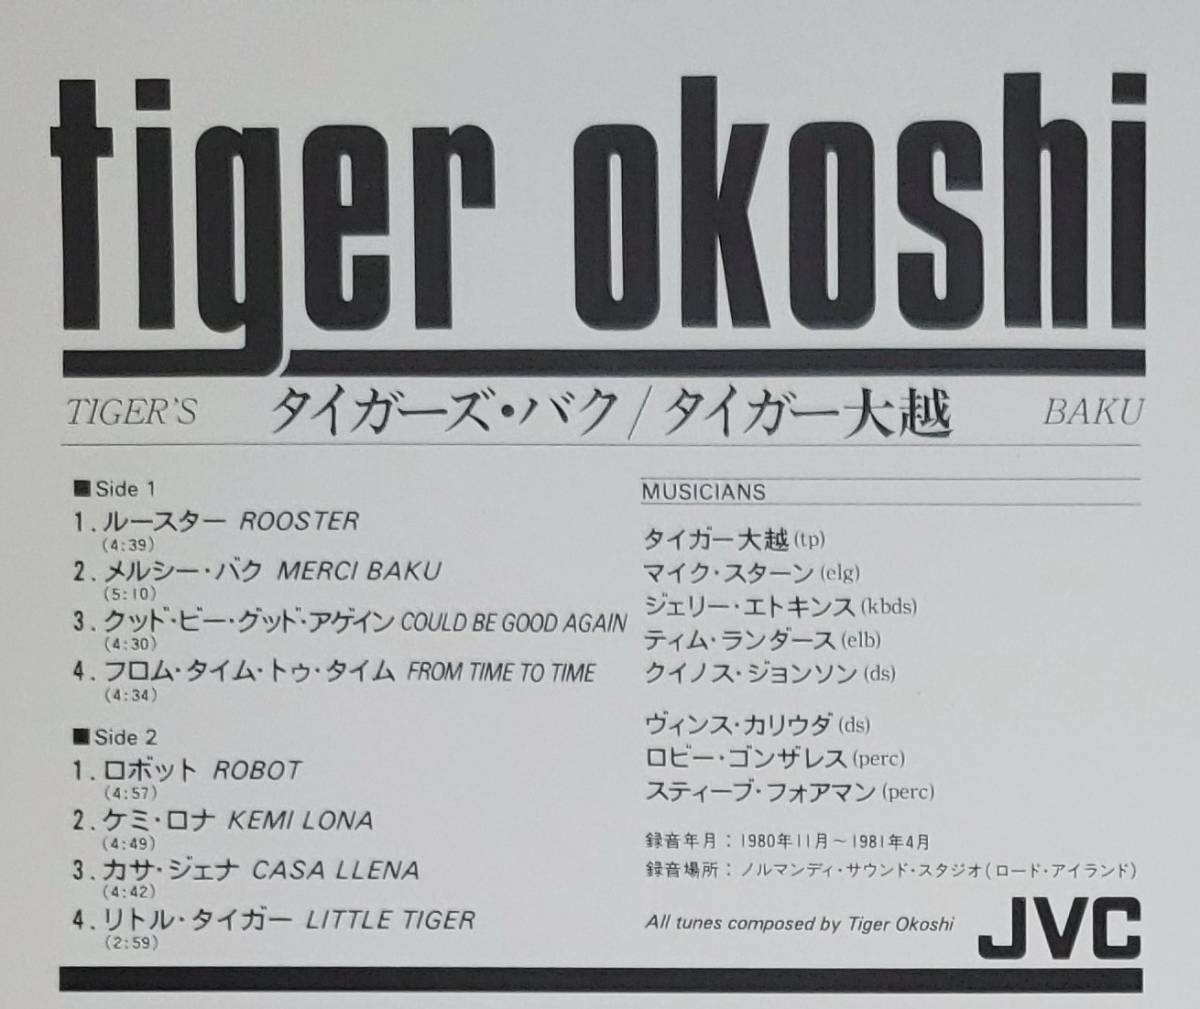 tiger okoshi
TIGER'S タイガーズ・バク/タイガー大越 BAKU
■Side 1
1.ルースター ROOSTER
(4:39)
2.メルシー・バク MERCI BAKU
(5:10)
3.クッド・ビー・グッド・アゲイン COULD BE GOOD AGAIN
(4:30)
4.フロム・タイム・トゥ・タイム FROM TIME TO TIME
(4:34)
■Side 2
1.ロボット ROBOT
(4:57)
2.ケミ・ロナ KEMI LONA
(4:49)
3.カサ・ジェナ CASA LLENA
(4:42)
4.リトル・タイガー LITTLE TIGER
(2:59)
MUSICIANS
タイガー大越(tp)
マイク・スターン(elg)
ジェリー・エトキンス(kbds)
ティム・ランダース(elb)
クイノス・ジョンソン(ds)
ヴィンス・カリウダ(ds)
ロビー・ゴンザレス(perc)
スティーブ・フォアマン(perc)
録音年月:1980年11月~1981年4月
録音場所:ノルマンディ・サウンド・スタジオ(ロード・アイランド)
All tunes composed by Tiger Okoshi
JVC